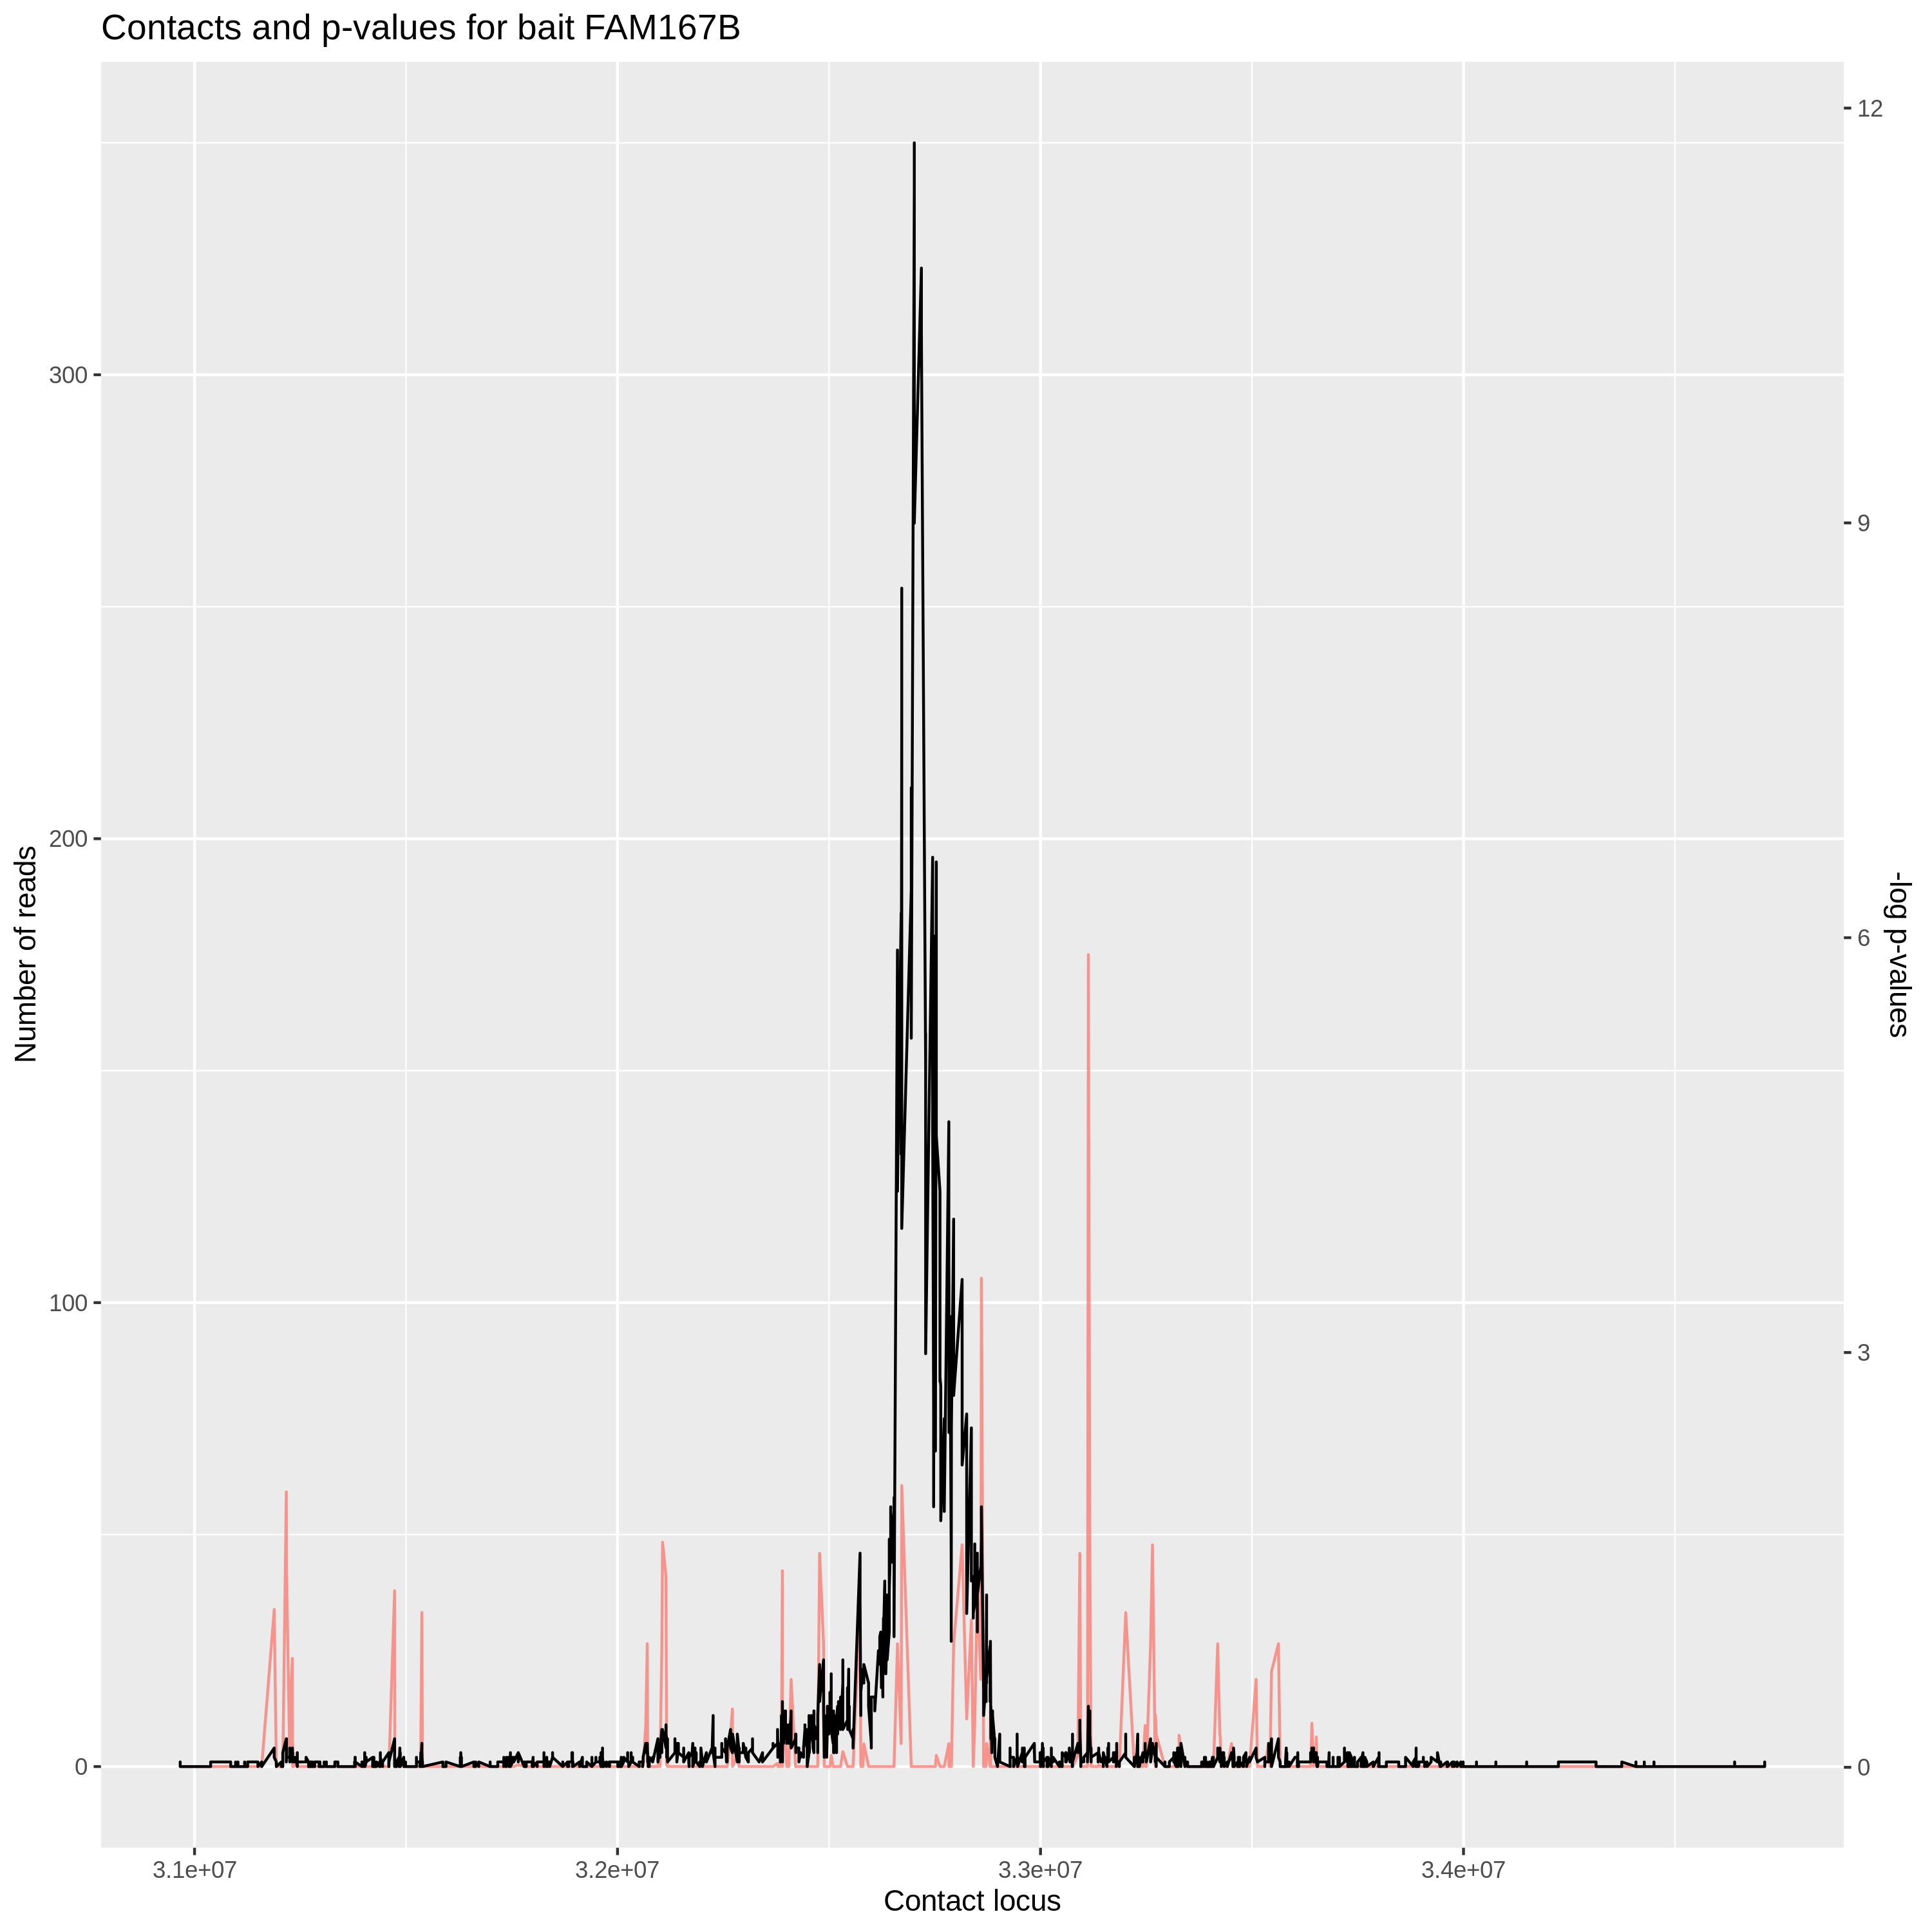 Contacts and p-values for bait FAM167B
12
300
9
200
Number of reads
-log p-values
6
100
3
0
0
3.1e+07
3.2e+07
3.3e+07
3.4e+07
Contact locus